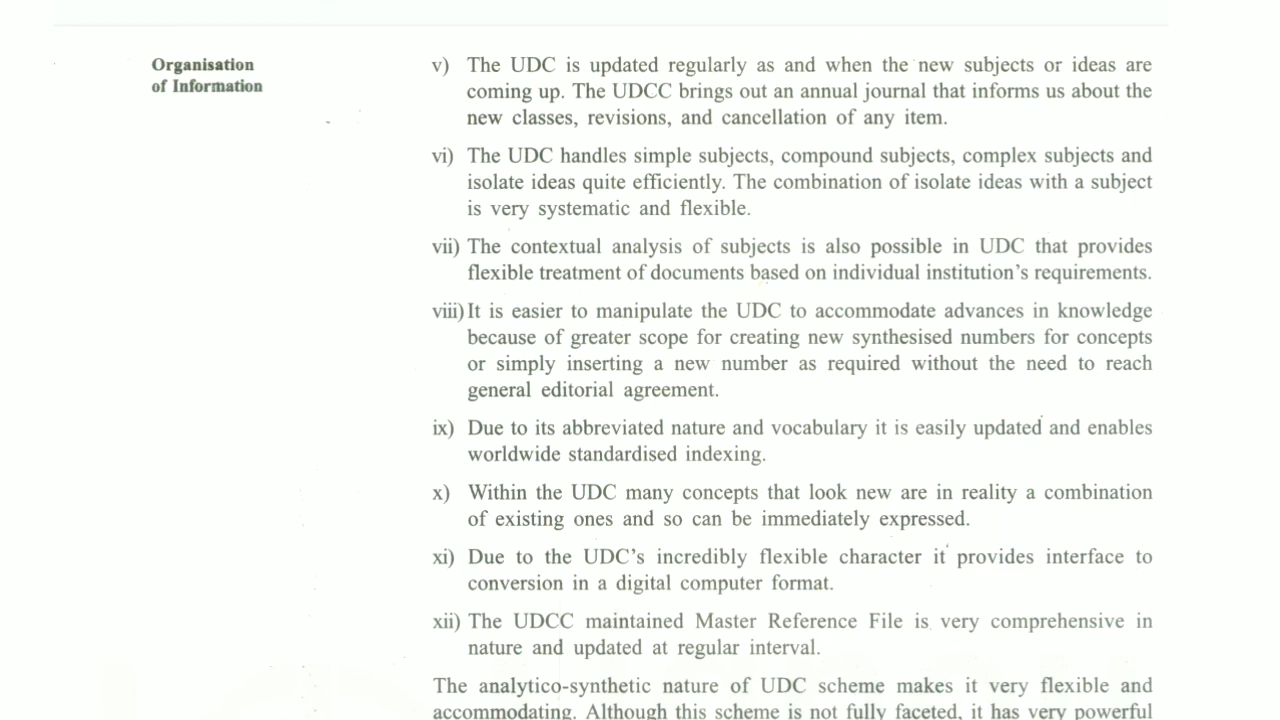 Organisation
of Information
v) The UDC is updated regularly as and when the new subjects or ideas are
coming up. The UDCC brings out an annual journal that informs us about the
new classes, revisions, and cancellation of any item.
vi) The UDC handles simple subjects, compound subjects, complex subjects and
isolate ideas quite efficiently. The combination of isolate ideas with a subject
is very systematic and flexible.
vii) The contextual analysis of subjects is also possible in UDC that provides
flexible treatment of documents based on individual institution's requirements.
viii) It is easier to manipulate the UDC to accommodate advances in knowledge
because of greater scope for creating new synthesised numbers for concepts
or simply inserting a new number as required without the need to reach
general editorial agreement.
ix) Due to its abbreviated nature and vocabulary it is easily updated and enables
worldwide standardised indexing.
x) Within the UDC many concepts that look new are in reality a combination
of existing ones and so can be immediately expressed.
xi) Due to the UDC's incredibly flexible character it provides interface to
conversion in a digital computer format.
xii) The UDCC maintained Master Reference File is very comprehensive in
nature and updated at regular interval.
The analytico-synthetic nature of UDC scheme makes it very flexible and
accommodating. Although this scheme is not fully faceted, it has very powerful